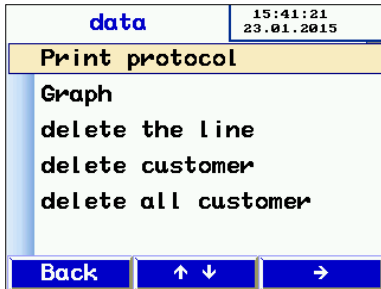 data
15:41:21
23.01.2015
Print protocol
Graph
delete the line
delete customer
delete all customer
Back ↑ ↓ →